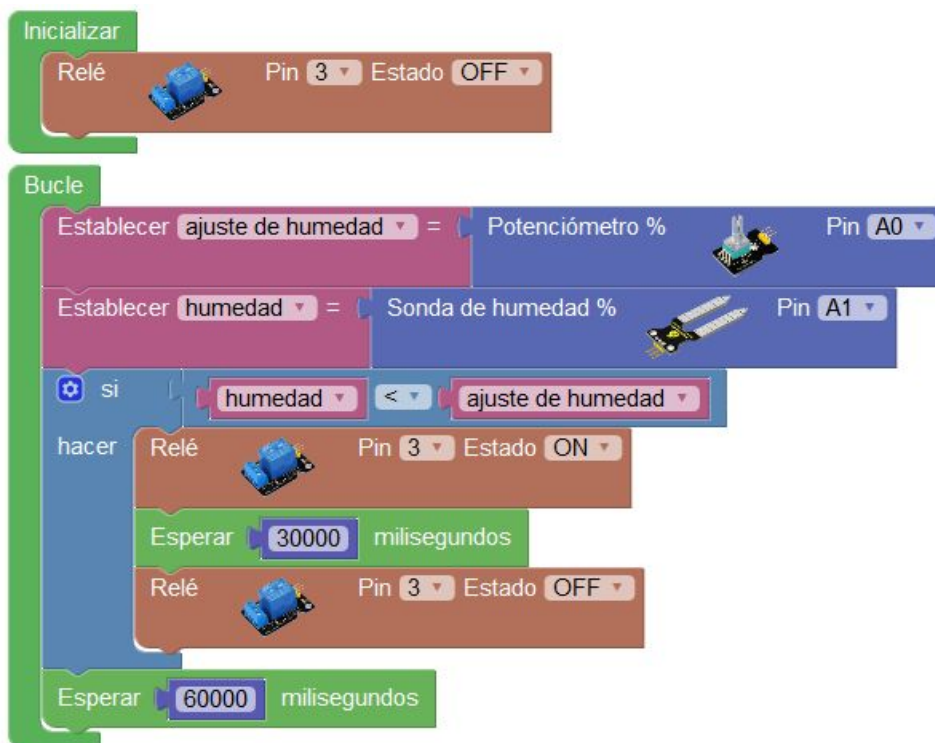 Inicializar
Relé Pin 3 Estado OFF
Bucle
Establecer ajuste de humedad = Potenciómetro % Pin A0
Establecer humedad = Sonda de humedad % Pin A1
si humedad < ajuste de humedad
hacer Relé Pin 3 Estado ON
Esperar 30000 milisegundos
Relé Pin 3 Estado OFF
Esperar 60000 milisegundos